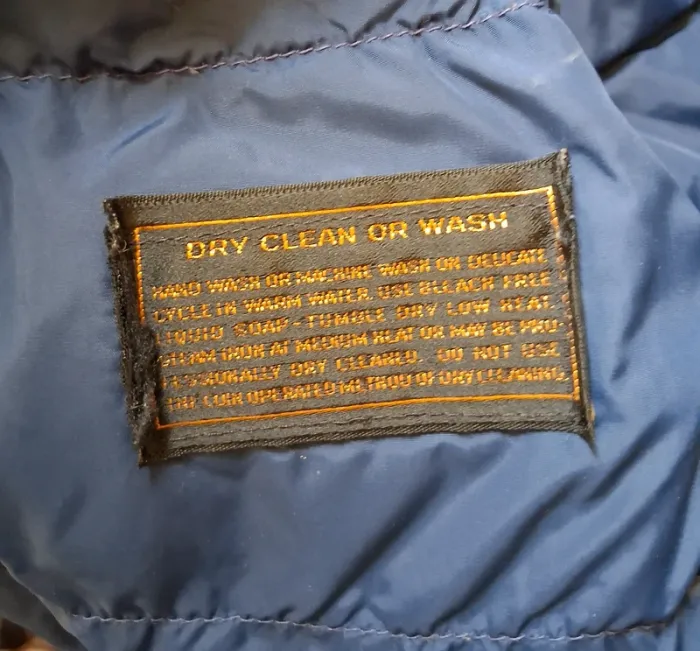 DRY CLEAN OR WASH
HAND WASH OR MACHINE WASH ON DELICATE
CYCLE IN WARM WATER. USE BLEACH FREE
LIQUID SOAP-TUMBLE DRY LOW HEAT.
STEAM IRON AT MEDIUM HEAT OR MAY BE PRO-
FESSIONALLY DRY CLEANED. DO NOT USE
THE COIN OPERATED METHOD OF DRY CLEANING.